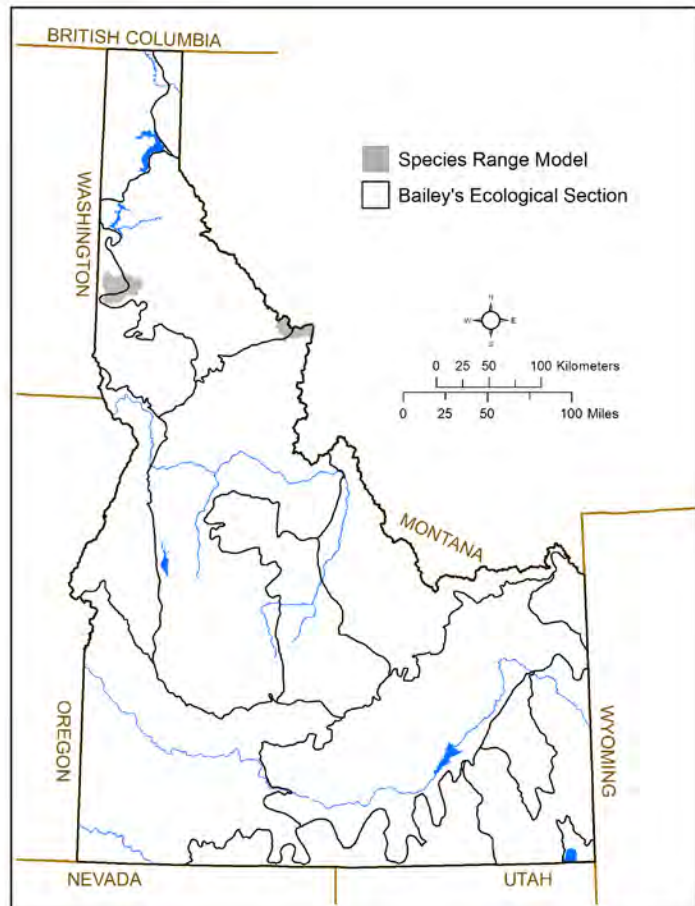 BRITISH COLUMBIA
WASHINGTON
Species Range Model
Bailey's Ecological Section
N
W
E
S
0 25 50 100 Kilometers
0 25 50 100 Miles
MONTANA
OREGON
WYOMING
NEVADA
UTAH